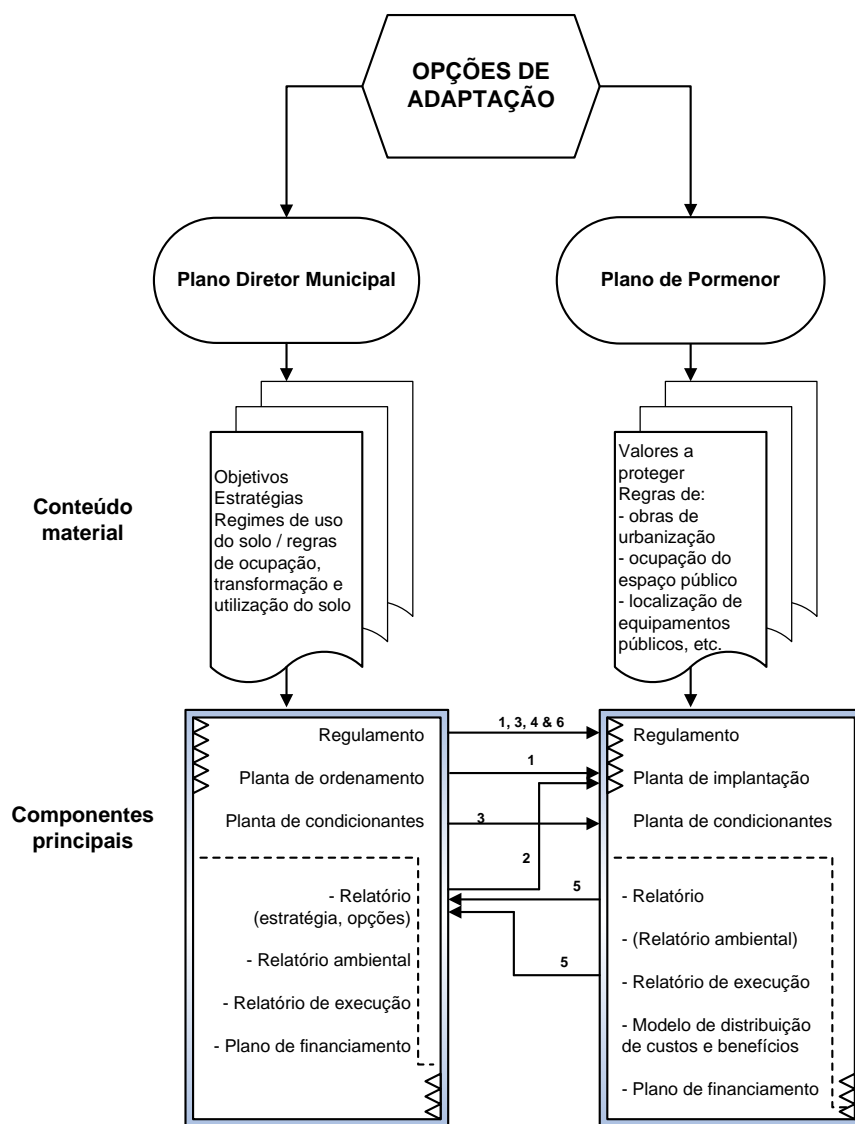 OPÇÕES DE
ADAPTAÇÃO
Plano Diretor Municipal
Plano de Pormenor
Conteúdo
material
Objetivos
Estratégias
Regimes de uso
do solo / regras
de ocupação,
transformação e
utilização do solo
Valores a
proteger
Regras de:
- obras de
urbanização
- ocupação do
espaço público
- localização de
equipamentos
públicos, etc.
Componentes
principais
Regulamento
Planta de ordenamento
Planta de condicionantes
- Relatório
(estratégia, opções)
- Relatório ambiental
- Relatório de execução
- Plano de financiamento
1, 3, 4 & 6
1
3
2
5
5
Regulamento
Planta de implantação
Planta de condicionantes
- Relatório
- (Relatório ambiental)
- Relatório de execução
- Modelo de distribuição
de custos e benefícios
- Plano de financiamento